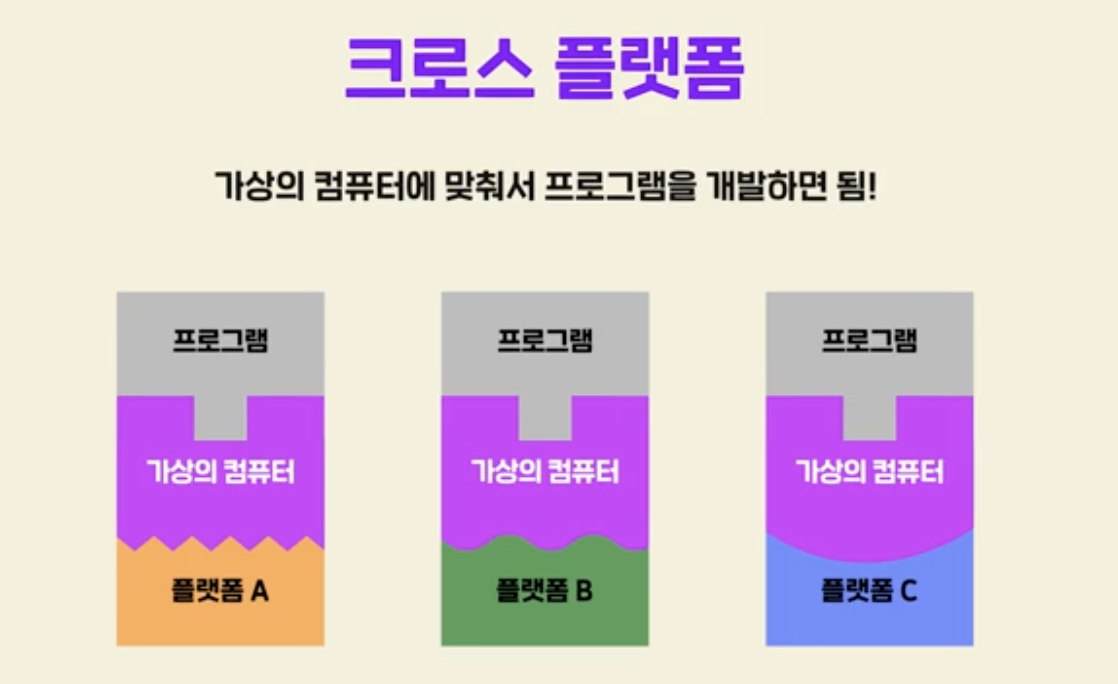 크로스 플랫폼
가상의 컴퓨터에 맞춰서 프로그램을 개발하면 됨!
프로그램
가상의 컴퓨터
플랫폼 A
프로그램
가상의 컴퓨터
플랫폼 B
프로그램
가상의 컴퓨터
플랫폼 C